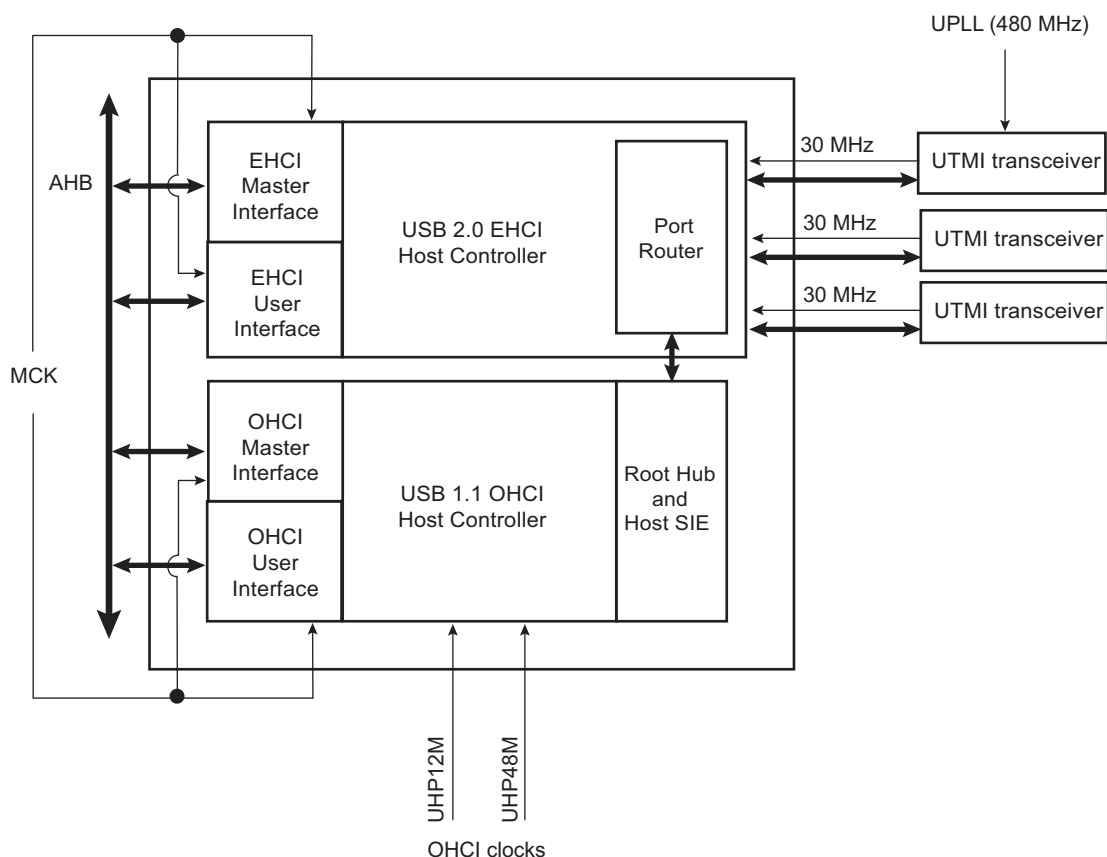 UPLL (480 MHz)
AHB
EHCI
Master
Interface
EHCI
User
Interface
USB 2.0 EHCI
Host Controller
Port
Router
30 MHz
UTMI transceiver
30 MHz
UTMI transceiver
30 MHz
UTMI transceiver
MCK
OHCI
Master
Interface
OHCI
User
Interface
USB 1.1 OHCI
Host Controller
Root Hub
and
Host SIE
UHP12M
UHP48M
OHCI clocks